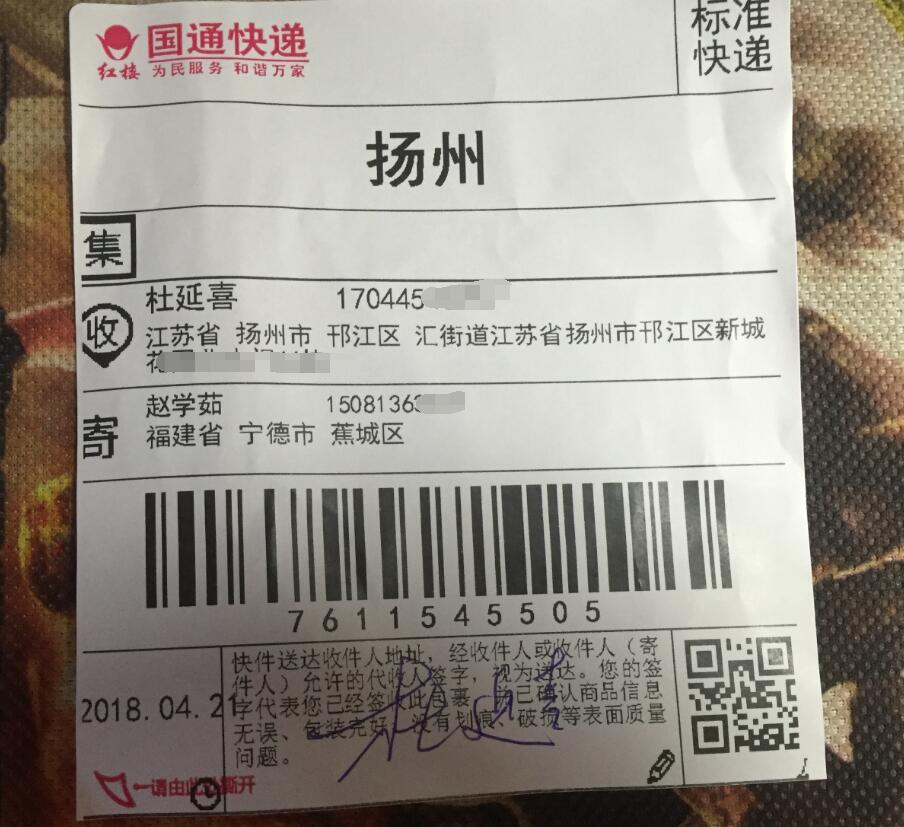 国通快递
红楼 为民服务 和谐万家
标准
快递
扬州
集
收
杜延喜 170445
江苏省 扬州市 邗江区 汇街道江苏省扬州市邗江区新城
花
寄
赵学茹 15081363
福建省 宁德市 蕉城区
7611545505
2018.04.21
快件送达收件人地址，经收件人或收件人（寄
件人）允许的代收人签字，视为送达。您的签
字代表您已经签收此包裹，并已确认商品信息
无误、包装完好、没有划痕、破损等表面质量
问题。
杜延喜
请由此处撕开